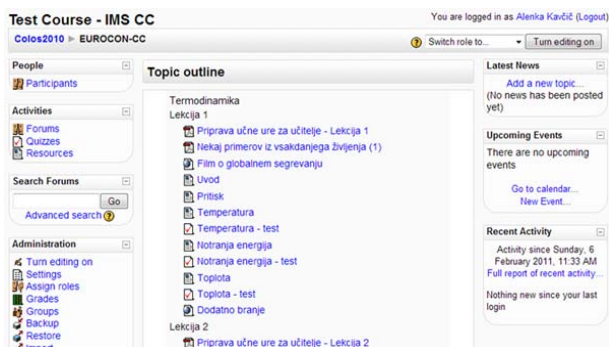 Test Course - IMS CC
You are logged in as Alenka Kavčič (Logout)
Colos2010 ► EUROCON-CC
Switch role to...
Turn editing on
People
Participants
Activities
Forums
Quizzes
Resources
Search Forums
Go
Advanced search
Administration
Turn editing on
Settings
Assign roles
Grades
Groups
Backup
Restore
Import
Topic outline
Termodinamika
Lekcija 1
Priprava učne ure za učitelje - Lekcija 1
Nekaj primerov iz vsakdanjega življenja (1)
Film o globalnem segrevanju
Uvod
Pritisk
Temperatura
Temperatura - test
Notranja energija
Notranja energija - test
Toplota
Toplota - test
Dodatno branje
Lekcija 2
Priprava učne ure za učitelje - Lekcija 2
Latest News
Add a new topic...
(No news has been posted
yet)
Upcoming Events
There are no upcoming
events
Go to calendar...
New Event...
Recent Activity
Activity since Sunday, 6
February 2011, 11:33 AM
Full report of recent activity...
Nothing new since your last
login